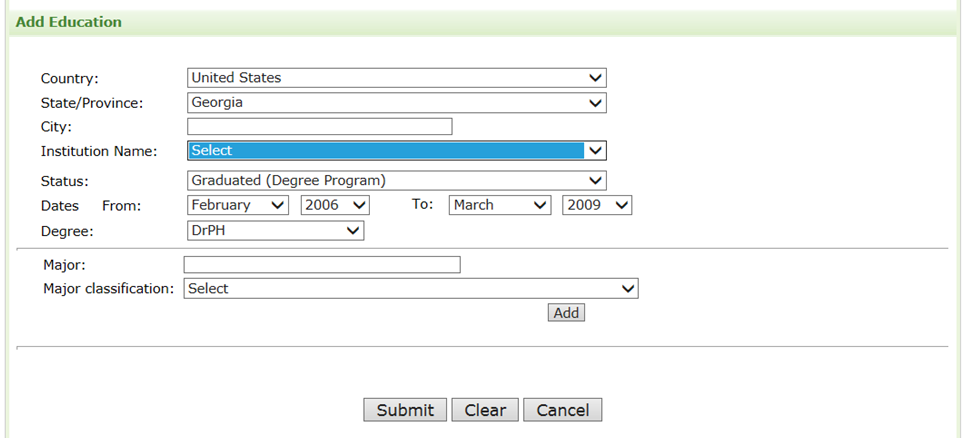 Add Education
Country: United States
State/Province: Georgia
City:
Institution Name: Select
Status: Graduated (Degree Program)
Dates From: February 2006 To: March 2009
Degree: DrPH
Major:
Major classification: Select
Add
Submit Clear Cancel